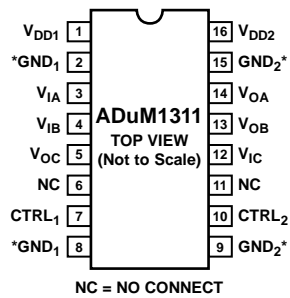 VDD1 1 16 VDD2
*GND1 2 15 GND2*
VIA 3 14 VOA
VIB 4 13 VOB
VOC 5 12 VIC
NC 6 11 NC
CTRL1 7 10 CTRL2
*GND1 8 9 GND2*
ADuM1311
TOP VIEW
(Not to Scale)
NC = NO CONNECT